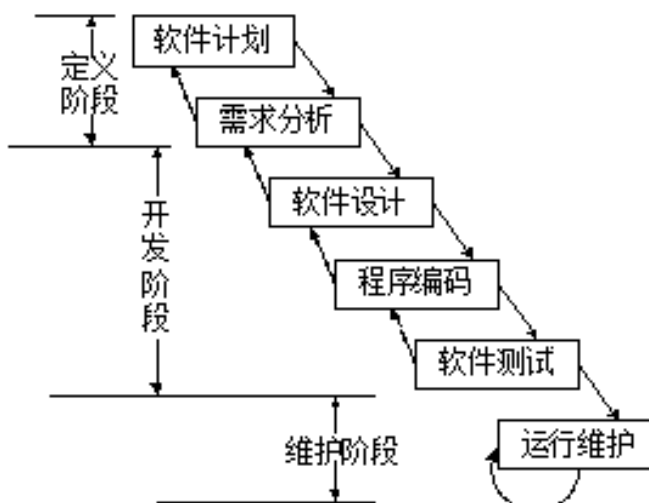 软件计划
定义
阶段
需求分析
软件设计
开
发
阶
段
程序编码
软件测试
运行维护
维护阶段